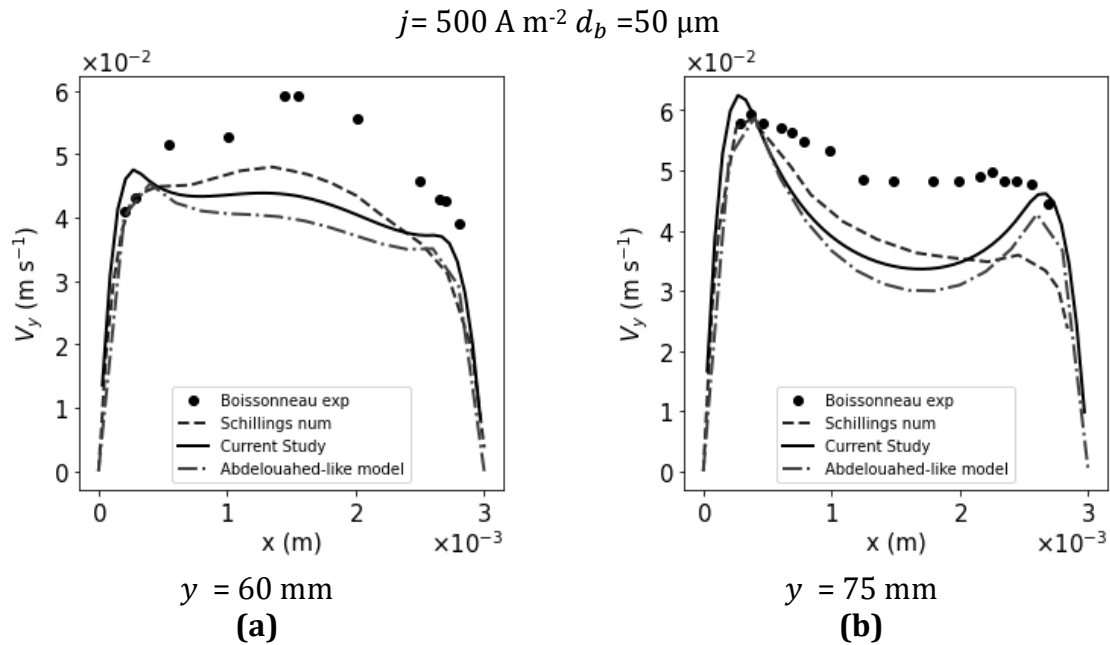 j= 500 A m-2 d_b =50 μm
×10−2
6
5
4
3
2
1
0
V_y (m s−1)
Boissonneau exp
Schillings num
Current Study
Abdelouahed-like model
0 1 2 3
x (m)
×10−3
y = 60 mm
(a)
×10−2
6
5
4
3
2
1
0
V_y (m s−1)
Boissonneau exp
Schillings num
Current Study
Abdelouahed-like model
0 1 2 3
x (m)
×10−3
y = 75 mm
(b)